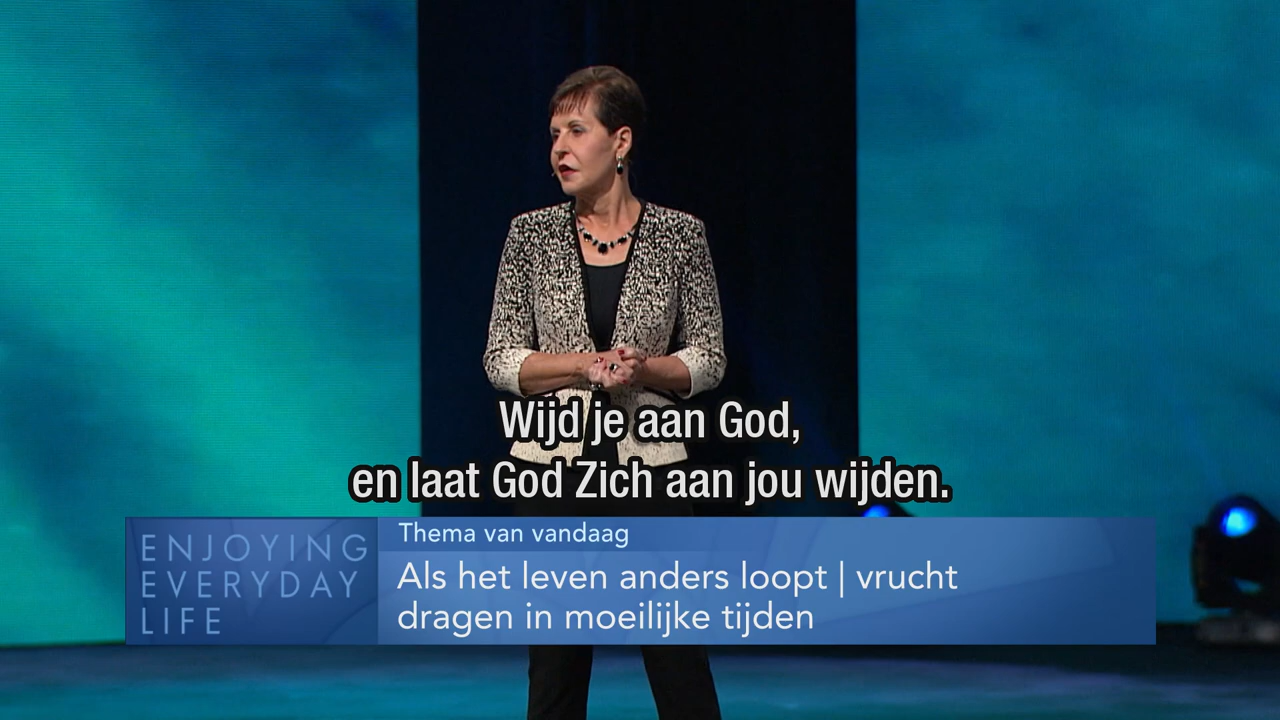 Wijd je aan God,
en laat God Zich aan jou wijden.
ENJOYING
EVERYDAY
LIFE
Thema van vandaag
Als het leven anders loopt | vrucht
dragen in moeilijke tijden